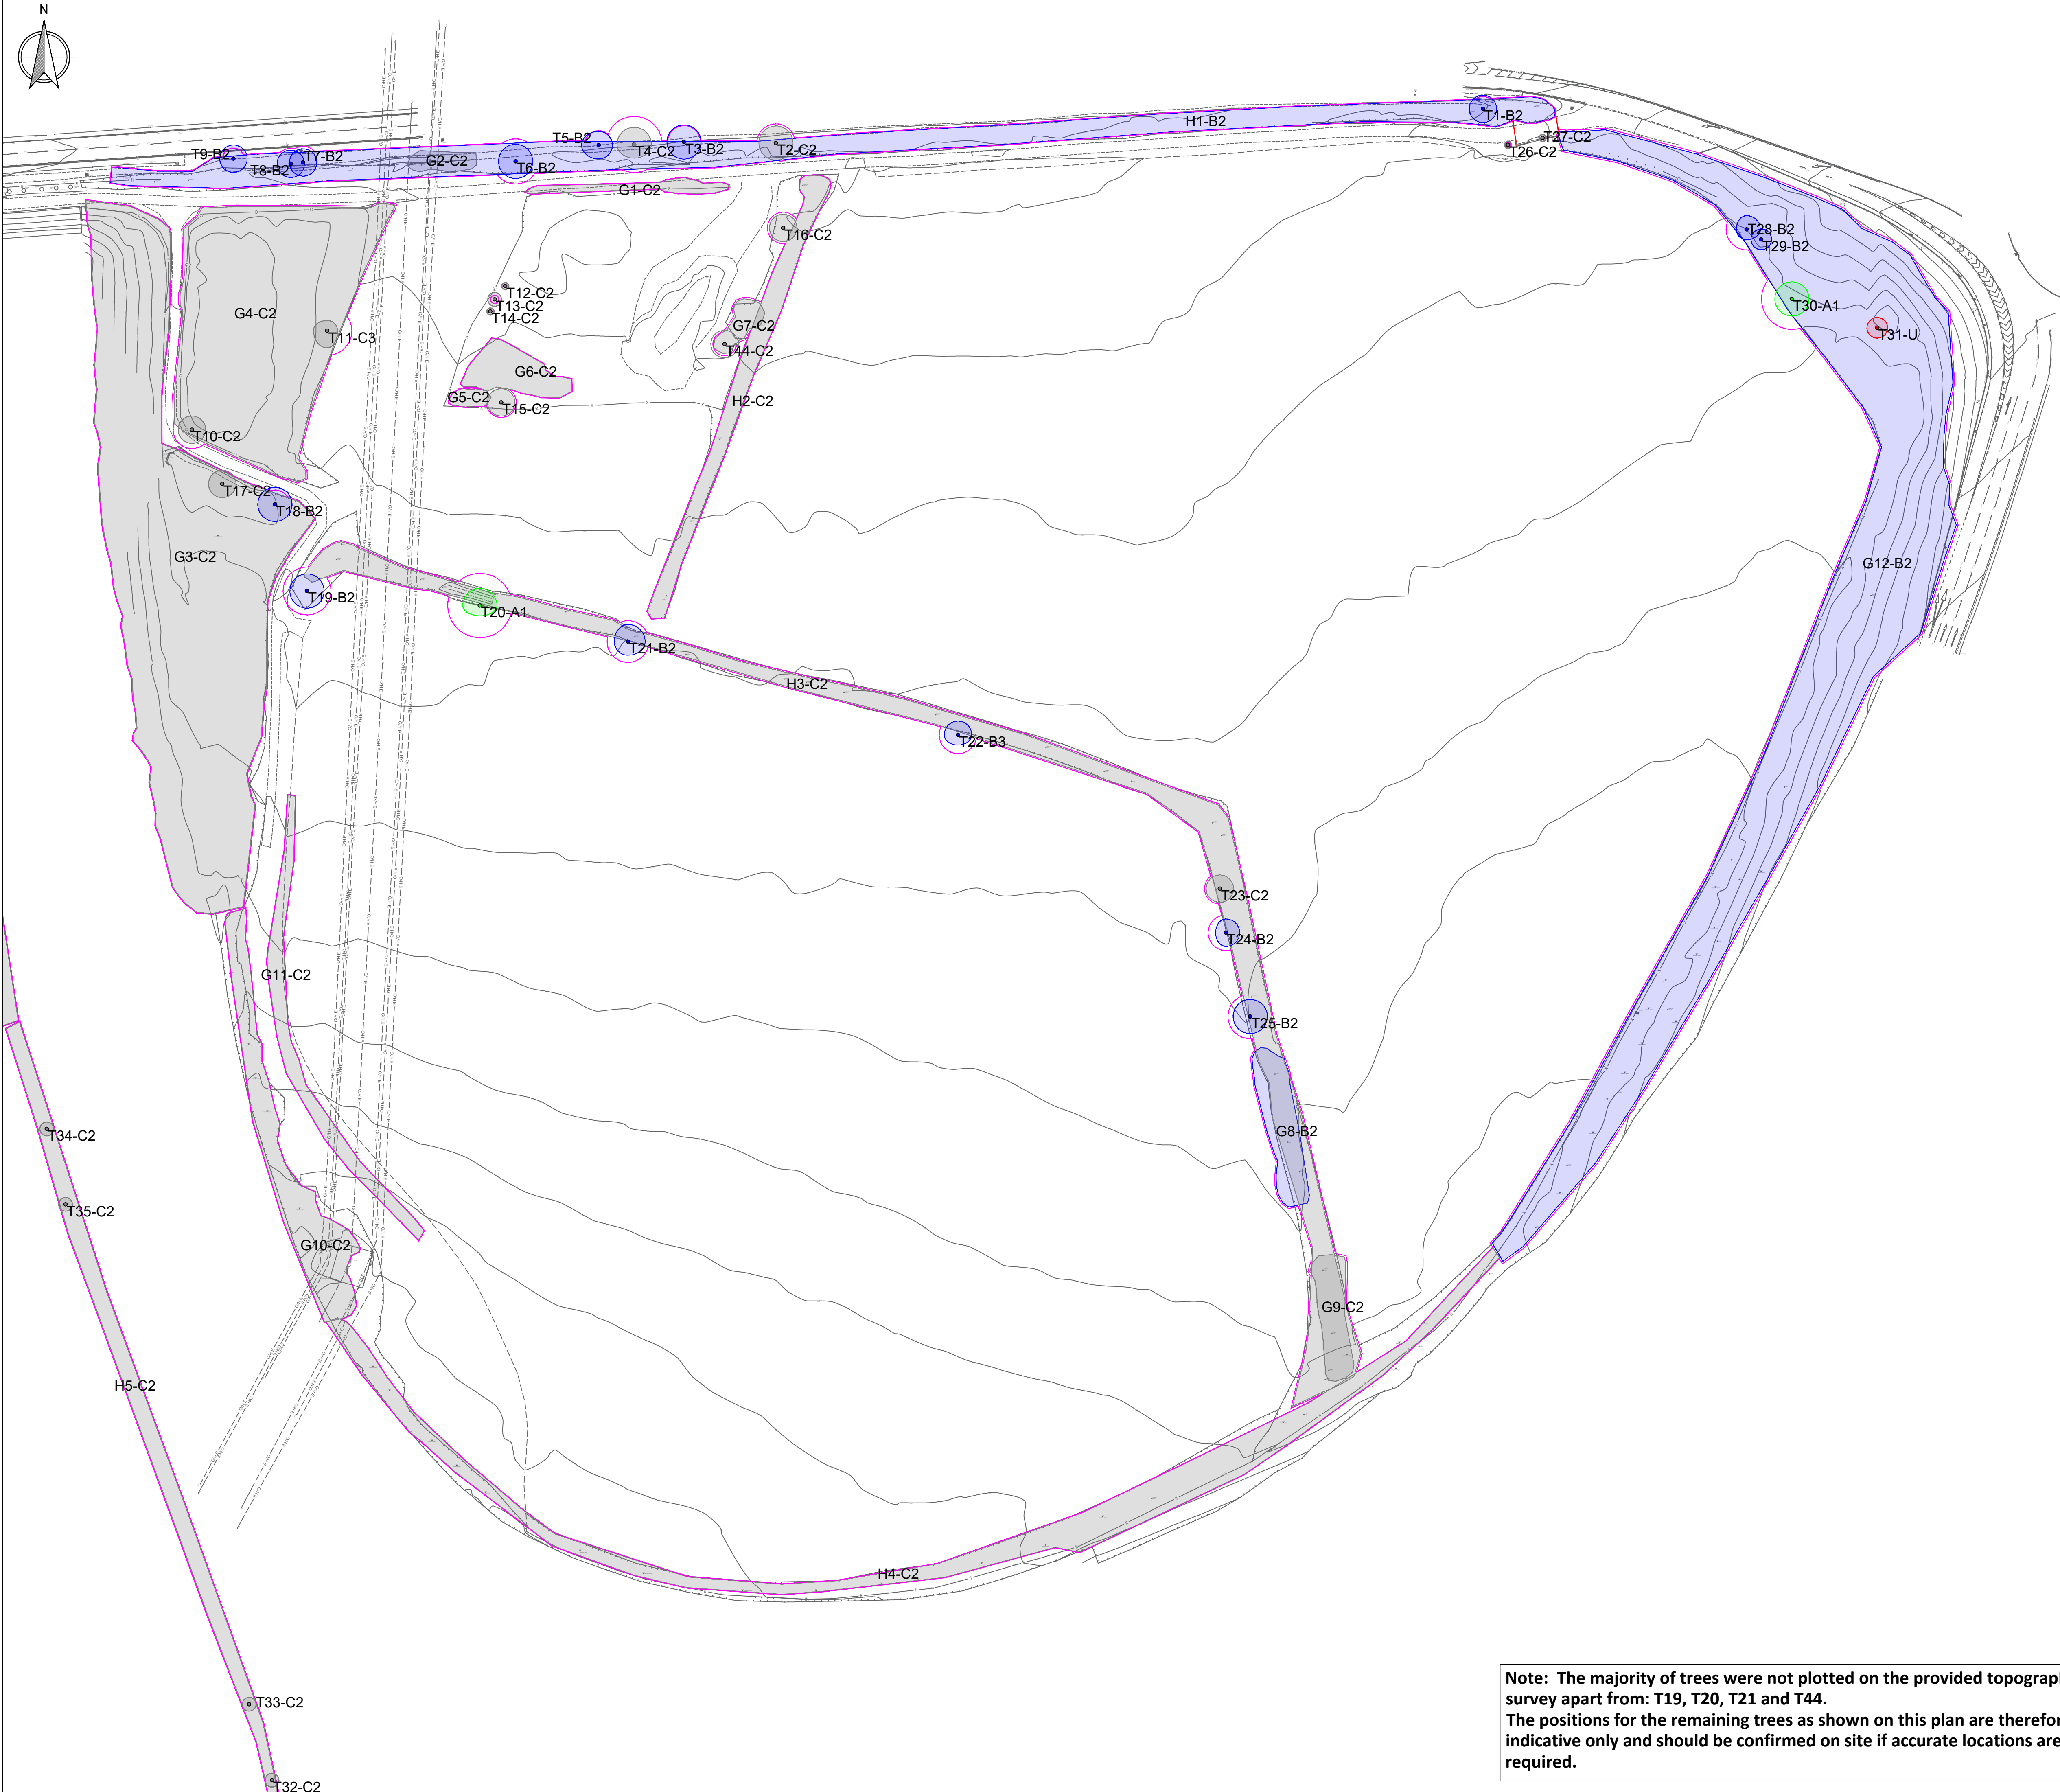 N
T1-B2
H1-B2
T27-C2
T26-C2
T5-B2
T4-C2
T3-B2
T2-C2
T9-B2
T7-B2
T8-B2
G2-C2
T6-B2
G1-C2
T16-C2
T28-B2
T29-B2
T12-C2
T13-C2
T14-C2
G4-C2
T11-C3
G7-C2
T44-C2
T30-A1
T31-U
G6-C2
G5-C2
T15-C2
H2-C2
T10-C2
T17-C2
T18-B2
G3-C2
G12-B2
T19-B2
T20-A1
T21-B2
H3-C2
T22-B3
T23-C2
T24-B2
G11-C2
T25-B2
T34-C2
G8-B2
T35-C2
G10-C2
G9-C2
H5-C2
H4-C2
T33-C2
T32-C2
Note: The majority of trees were not plotted on the provided
survey apart from: T19, T20, T21 and T44.
The positions for the remaining trees as shown on this plan are
indicative only and should be confirmed on site if accurate locations are
required.